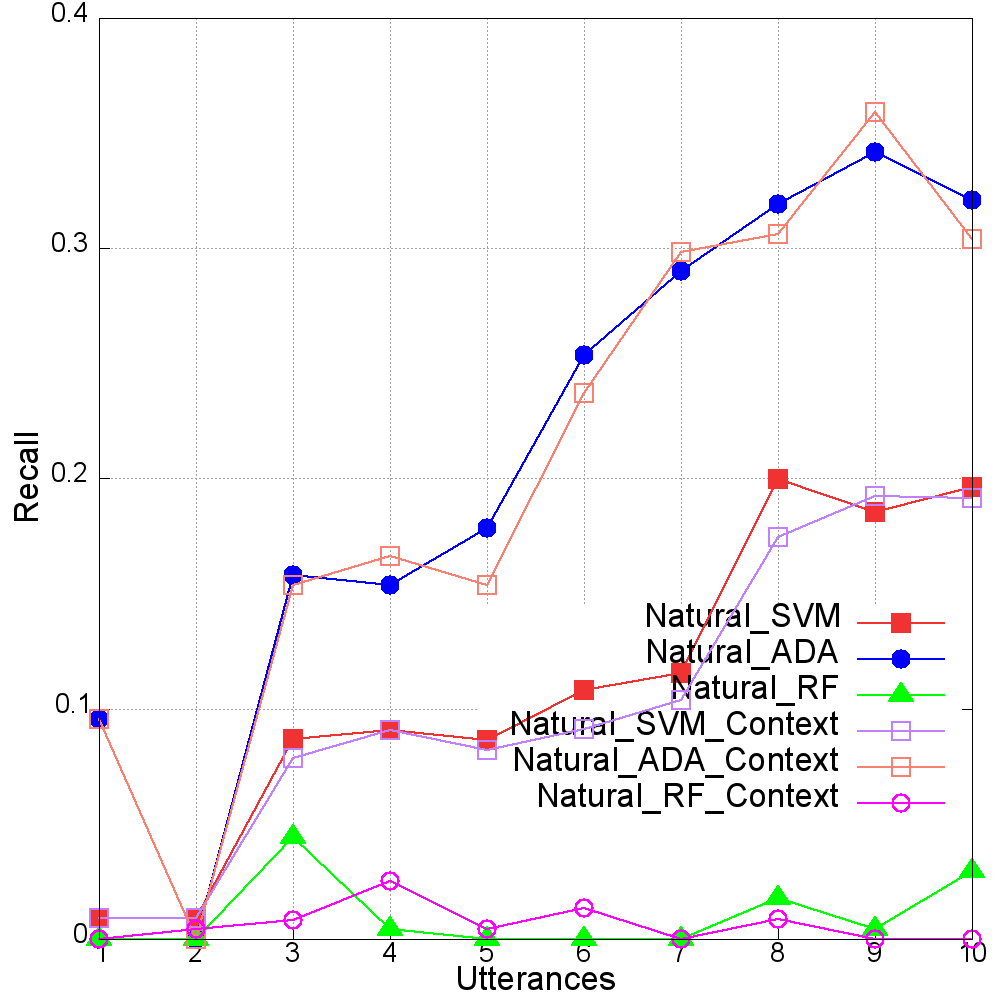 0.4
0.3
0.2
0.1
0
Recall
Natural_SVM
Natural_ADA
Natural_RF
Natural_SVM_Context
Natural_ADA_Context
Natural_RF_Context
1 2 3 4 5 6 7 8 9 10
Utterances